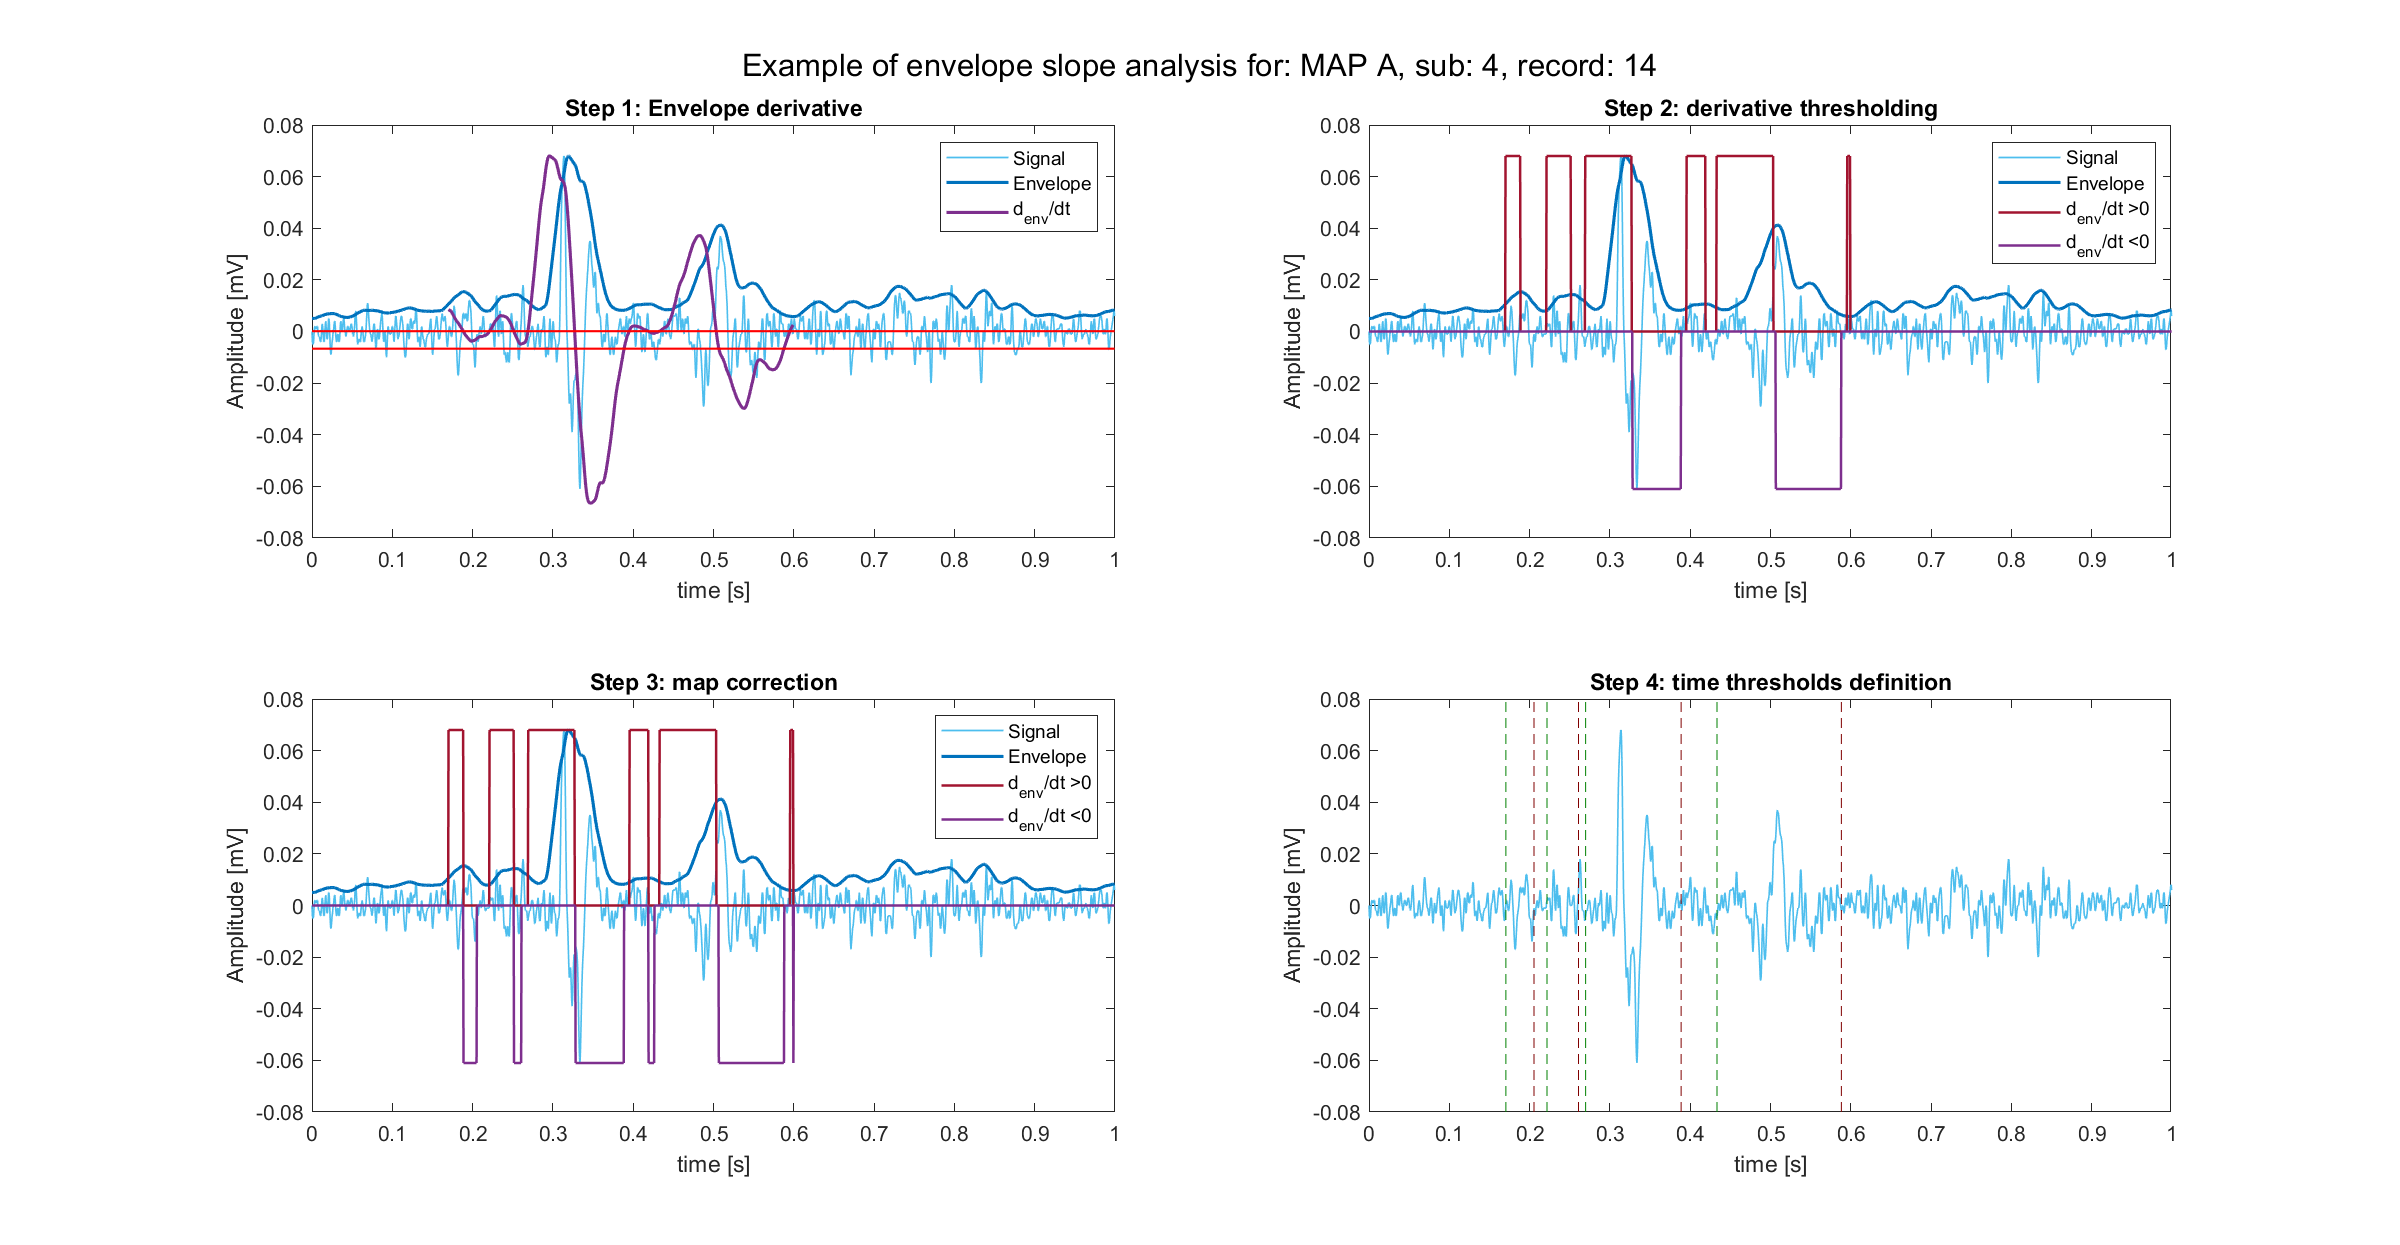 Example of envelope slope analysis for: MAP A, sub: 4, record: 14
Step 1: Envelope derivative
0.08
0.06
0.04
0.02
0
-0.02
-0.04
-0.06
-0.08
Amplitude [mV]
0 0.1 0.2 0.3 0.4 0.5 0.6 0.7 0.8 0.9 1
time [s]
Signal
Envelope
d_env/dt
Step 2: derivative thresholding
0.08
0.06
0.04
0.02
0
-0.02
-0.04
-0.06
-0.08
Amplitude [mV]
0 0.1 0.2 0.3 0.4 0.5 0.6 0.7 0.8 0.9 1
time [s]
Signal
Envelope
d_env/dt >0
d_env/dt <0
Step 3: map correction
0.08
0.06
0.04
0.02
0
-0.02
-0.04
-0.06
-0.08
Amplitude [mV]
0 0.1 0.2 0.3 0.4 0.5 0.6 0.7 0.8 0.9 1
time [s]
Signal
Envelope
d_env/dt >0
d_env/dt <0
Step 4: time thresholds definition
0.08
0.06
0.04
0.02
0
-0.02
-0.04
-0.06
-0.08
Amplitude [mV]
0 0.1 0.2 0.3 0.4 0.5 0.6 0.7 0.8 0.9 1
time [s]